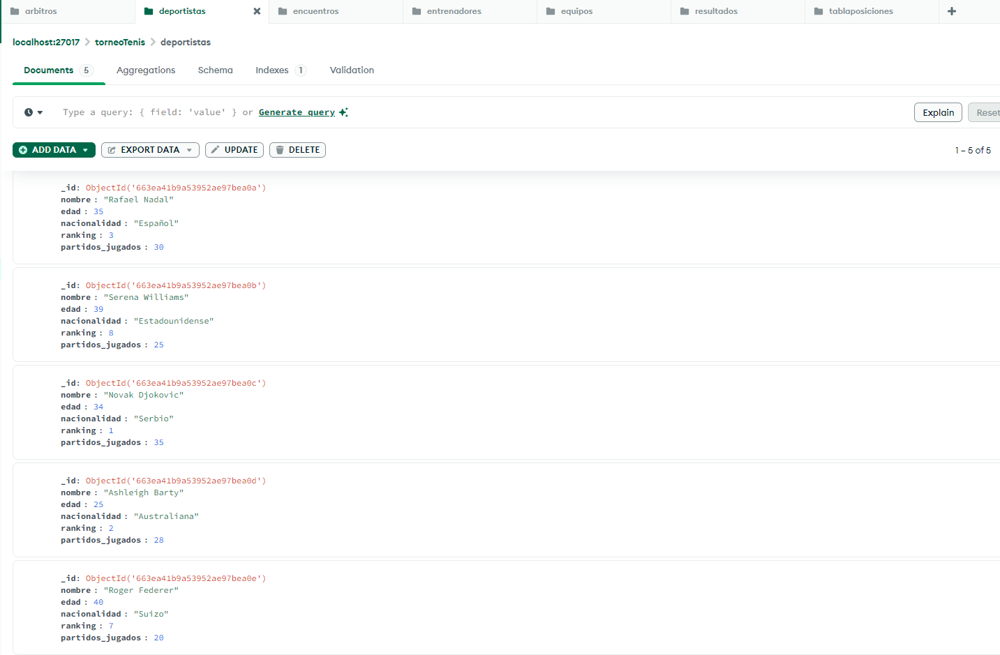 arbitros deportistas encuentros entrenadores equipos resultados tablaposiciones
localhost:27017 torneoTenis deportistas
Documents 5 Aggregations Schema Indexes 1 Validation
Type a query: { field: 'value' } or Generate query Explain Reset
ADD DATA EXPORT DATA UPDATE DELETE 1 – 5 of 5
_id: ObjectId('663ea41b9a53952ae97bea0a')
nombre : "Rafael Nadal"
edad : 35
nacionalidad : "Español"
ranking : 3
partidos_jugados : 30
_id: ObjectId('663ea41b9a53952ae97bea0b')
nombre : "Serena Williams"
edad : 39
nacionalidad : "Estadounidense"
ranking : 8
partidos_jugados : 25
_id: ObjectId('663ea41b9a53952ae97bea0c')
nombre : "Novak Djokovic"
edad : 34
nacionalidad : "Serbio"
ranking : 1
partidos_jugados : 35
_id: ObjectId('663ea41b9a53952ae97bea0d')
nombre : "Ashleigh Barty"
edad : 25
nacionalidad : "Australiana"
ranking : 2
partidos_jugados : 28
_id: ObjectId('663ea41b9a53952ae97bea0e')
nombre : "Roger Federer"
edad : 40
nacionalidad : "Suizo"
ranking : 7
partidos_jugados : 20